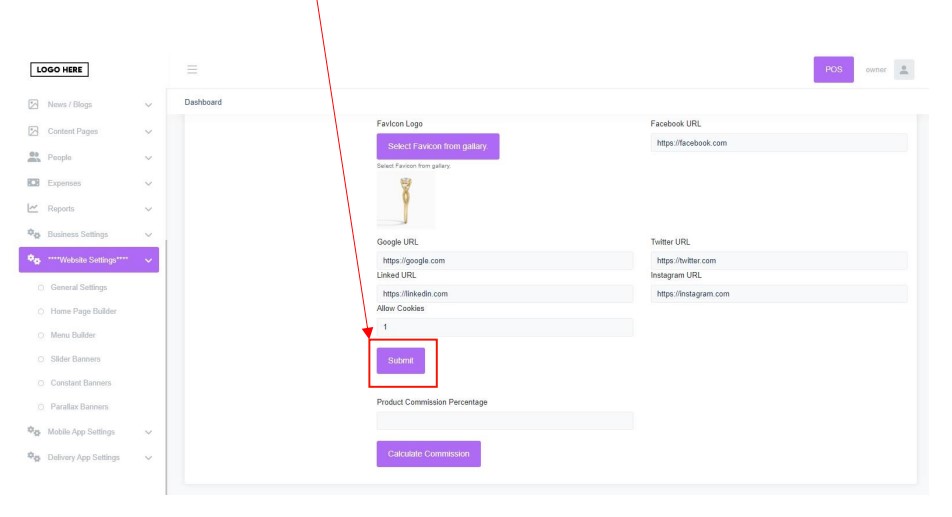 LOGO HERE
POS
owner
Dashboard
News / Blogs
Content Pages
People
Expenses
Reports
Business Settings
****Website Settings****
General Settings
Home Page Builder
Menu Builder
Slider Banners
Constant Banners
Parallax Banners
Mobile App Settings
Delivery App Settings
FavIcon Logo
Select Favicon from gallary.
Select Favicon from gallary.
Facebook URL
https://facebook.com
Google URL
https://google.com
Twitter URL
https://twitter.com
Linked URL
https://linkedin.com
Instagram URL
https://instagram.com
Allow Cookies
1
Submit
Product Commission Percentage
Calculate Commission